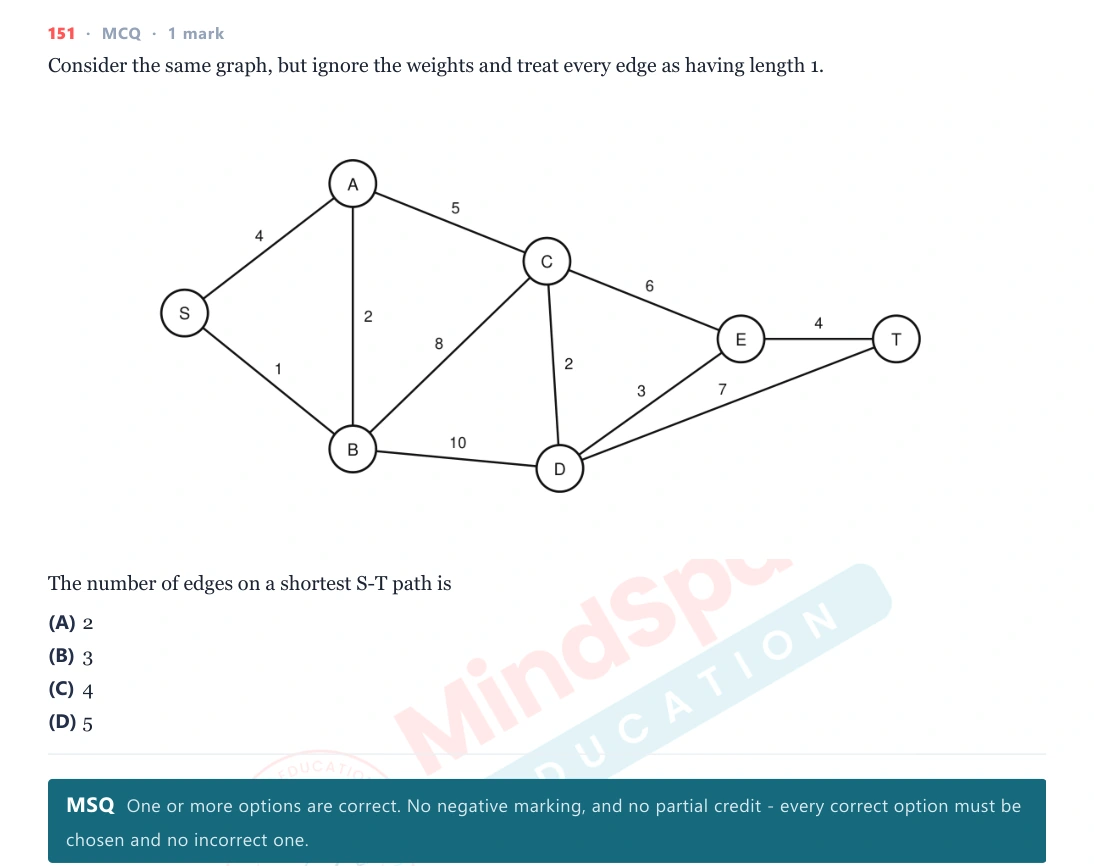 151 · MCQ · 1 mark
Consider the same graph, but ignore the weights and treat every edge as having length 1.
A
5
4
C
6
S
2
4
E
T
8
1
2
3
7
10
B
D
The number of edges on a shortest S-T path is
(A) 2
(B) 3
(C) 4
(D) 5
MSQ One or more options are correct. No negative marking, and no partial credit - every correct option must be
chosen and no incorrect one.